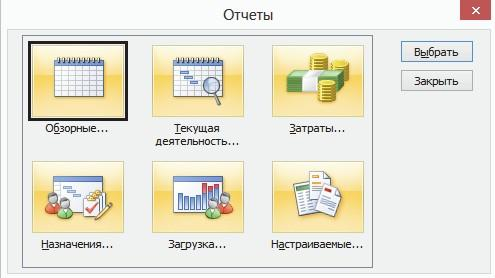 Отчеты
Обзорные...
Текущая
деятельность...
Затраты...
Назначения...
Загрузка...
Настраиваемые...
Выбрать
Закрыть